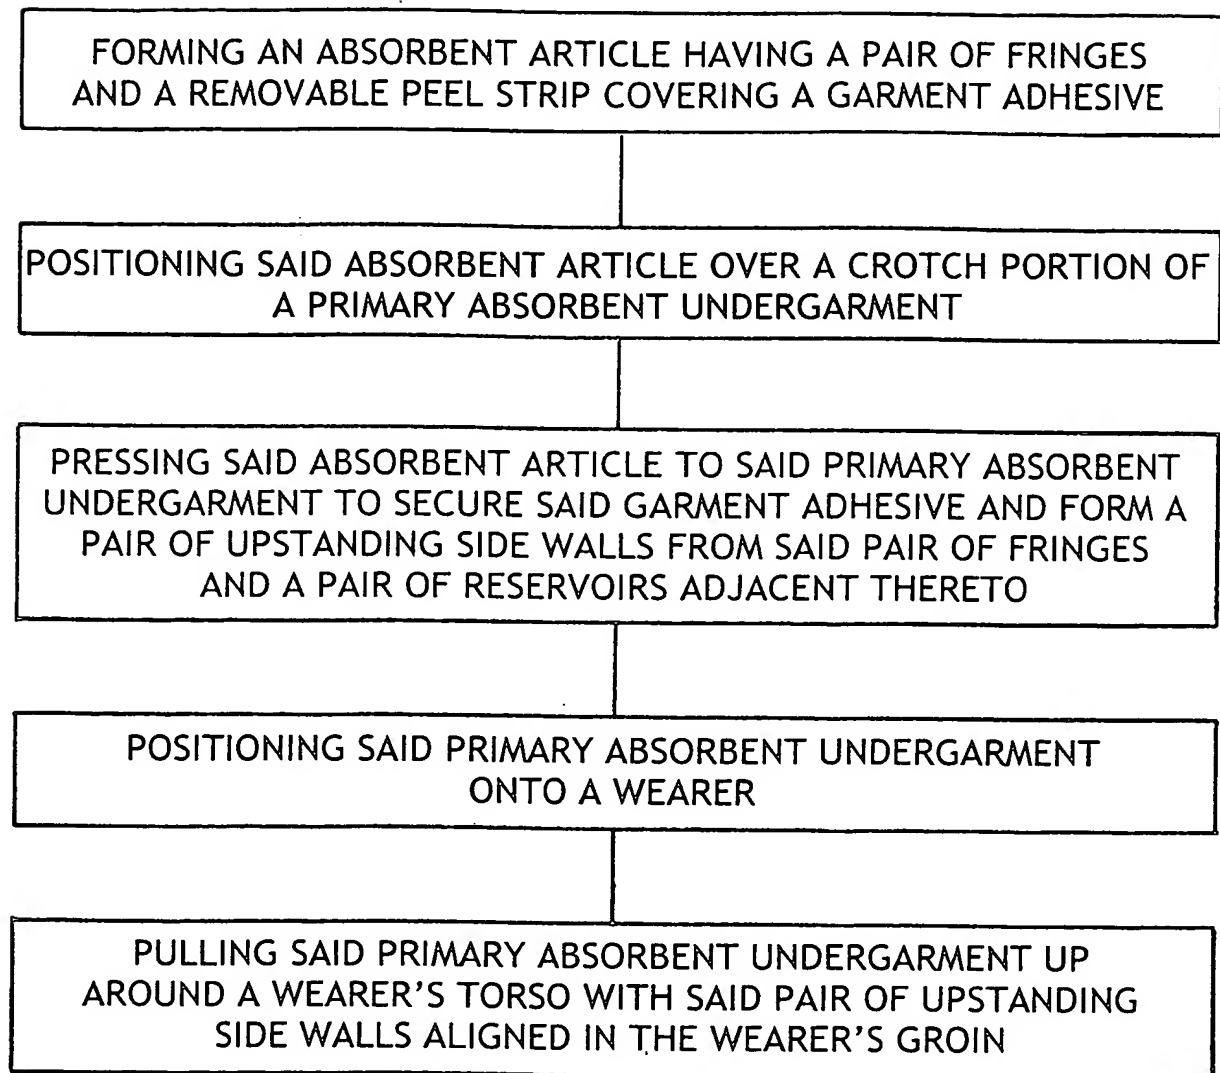 FORMING AN ABSORBENT ARTICLE HAVING A PAIR OF FRINGES
AND A REMOVABLE PEEL STRIP COVERING A GARMENT ADHESIVE
POSITIONING SAID ABSORBENT ARTICLE OVER A CROTCH PORTION OF
A PRIMARY ABSORBENT UNDERGARMENT
PRESSING SAID ABSORBENT ARTICLE TO SAID PRIMARY ABSORBENT
UNDERGARMENT TO SECURE SAID GARMENT ADHESIVE AND FORM A
PAIR OF UPSTANDING SIDE WALLS FROM SAID PAIR OF FRINGES
AND A PAIR OF RESERVOIRS ADJACENT THERETO
POSITIONING SAID PRIMARY ABSORBENT UNDERGARMENT
ONTO A WEARER
PULLING SAID PRIMARY ABSORBENT UNDERGARMENT UP
AROUND A WEARER'S TORSO WITH SAID PAIR OF UPSTANDING
SIDE WALLS ALIGNED IN THE WEARER'S GROIN